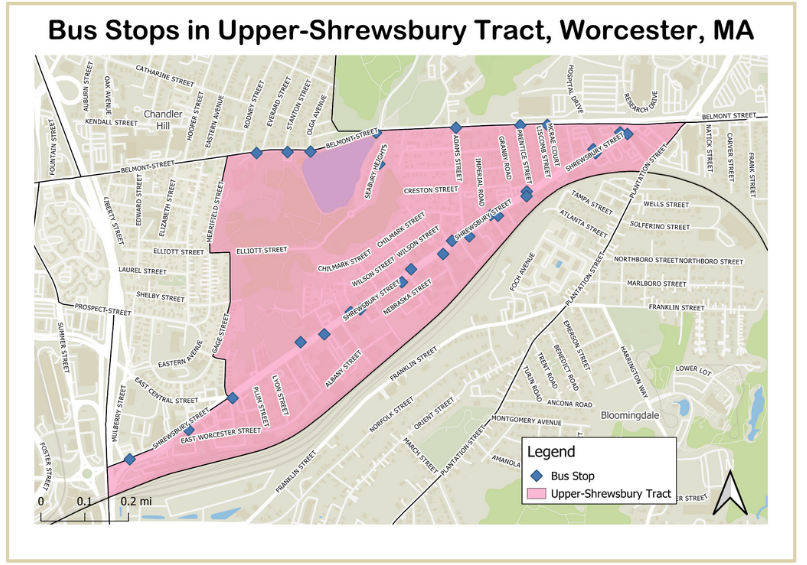 Bus Stops in Upper-Shrewsbury Tract, Worcester, MA
CATHARINE STREET
AUBURN STREET
OAK AVENUE
RODNEY STREET
EVERARD STREET
STANTON STREET
OLGA AVENUE
HOSPITAL DRIVE
RESEARCH DRIVE
Chandler
Hill
KENDALL STREET
HOOPER STREET
EASTERN AVENUE
FOUNTAIN STREET
BELMONT STREET
BELMONT-STREET
BELMONT-STREET
SEABURY HEIGHTS
ADAMS STREET
IMPERIAL ROAD
GRANBY ROAD
PRENTICE STREET
LISCOMB STREET
MCRAE COURT
SHREWSBURY STREET
PLANTATION STREET
NATICK STREET
CARVER STREET
FRANK STREET
EDWARD STREET
ELIZABETH STREET
MERRIFIELD STREET
LIBERTY STREET
CRESTON STREET
TAMPA STREET
WELLS STREET
ATLANTA STREET
SOLFERINO STREET
CHILMARK STREET
SHREWSBURY STREET
WILSON STREET
ELLIOTT STREET
ELLIOTT STREET
LAUREL STREET
CHILMARK STREET
WILSON STREET
FOCH AVENUE
PLANTATION STREET
NORTHBORO STREET
NORTHBORO STREET
MARLBORO STREET
SHELBY STREET
PROSPECT-STREET
SHREWSBURY STREET
NEBRASKA STREET
FRANKLIN STREET
SUMMER STREET
GAGE STREET
EASTERN AVENUE
ALBANY STREET
FRANKLIN STREET
EMERSON STREET
BENEDICT ROAD
TRENT ROAD
TURIN ROAD
HARRINGTON WAY
LOWER LOT
EAST CENTRAL STREET
LYON STREET
PLUM STREET
MULBERRY STREET
NORFOLK STREET
ORIENT STREET
ANCONA ROAD
MONTGOMERY AVENUE
Bloomingdale
SHREWSBURY STREET
EAST WORCESTER STREET
MARCH STREET
PLANTATION STREET
FOSTER STREET
FRANKLIN STREET
AMANOLA
ER STREET
Legend
Bus Stop
Upper-Shrewsbury Tract
0 0.1 0.2 mi